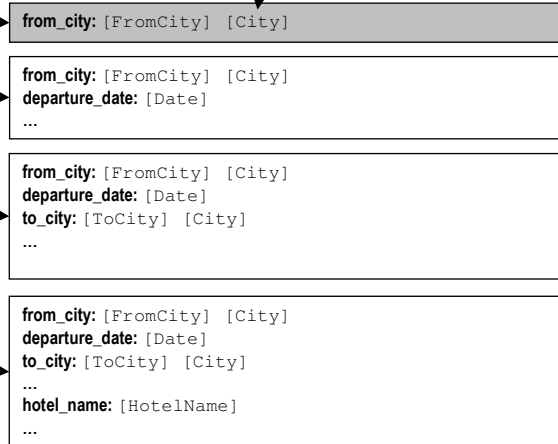 from_city: [FromCity] [City]
from_city: [FromCity] [City]
departure_date: [Date]
…
from_city: [FromCity] [City]
departure_date: [Date]
to_city: [ToCity] [City]
…
from_city: [FromCity] [City]
departure_date: [Date]
to_city: [ToCity] [City]
…
hotel_name: [HotelName]
…